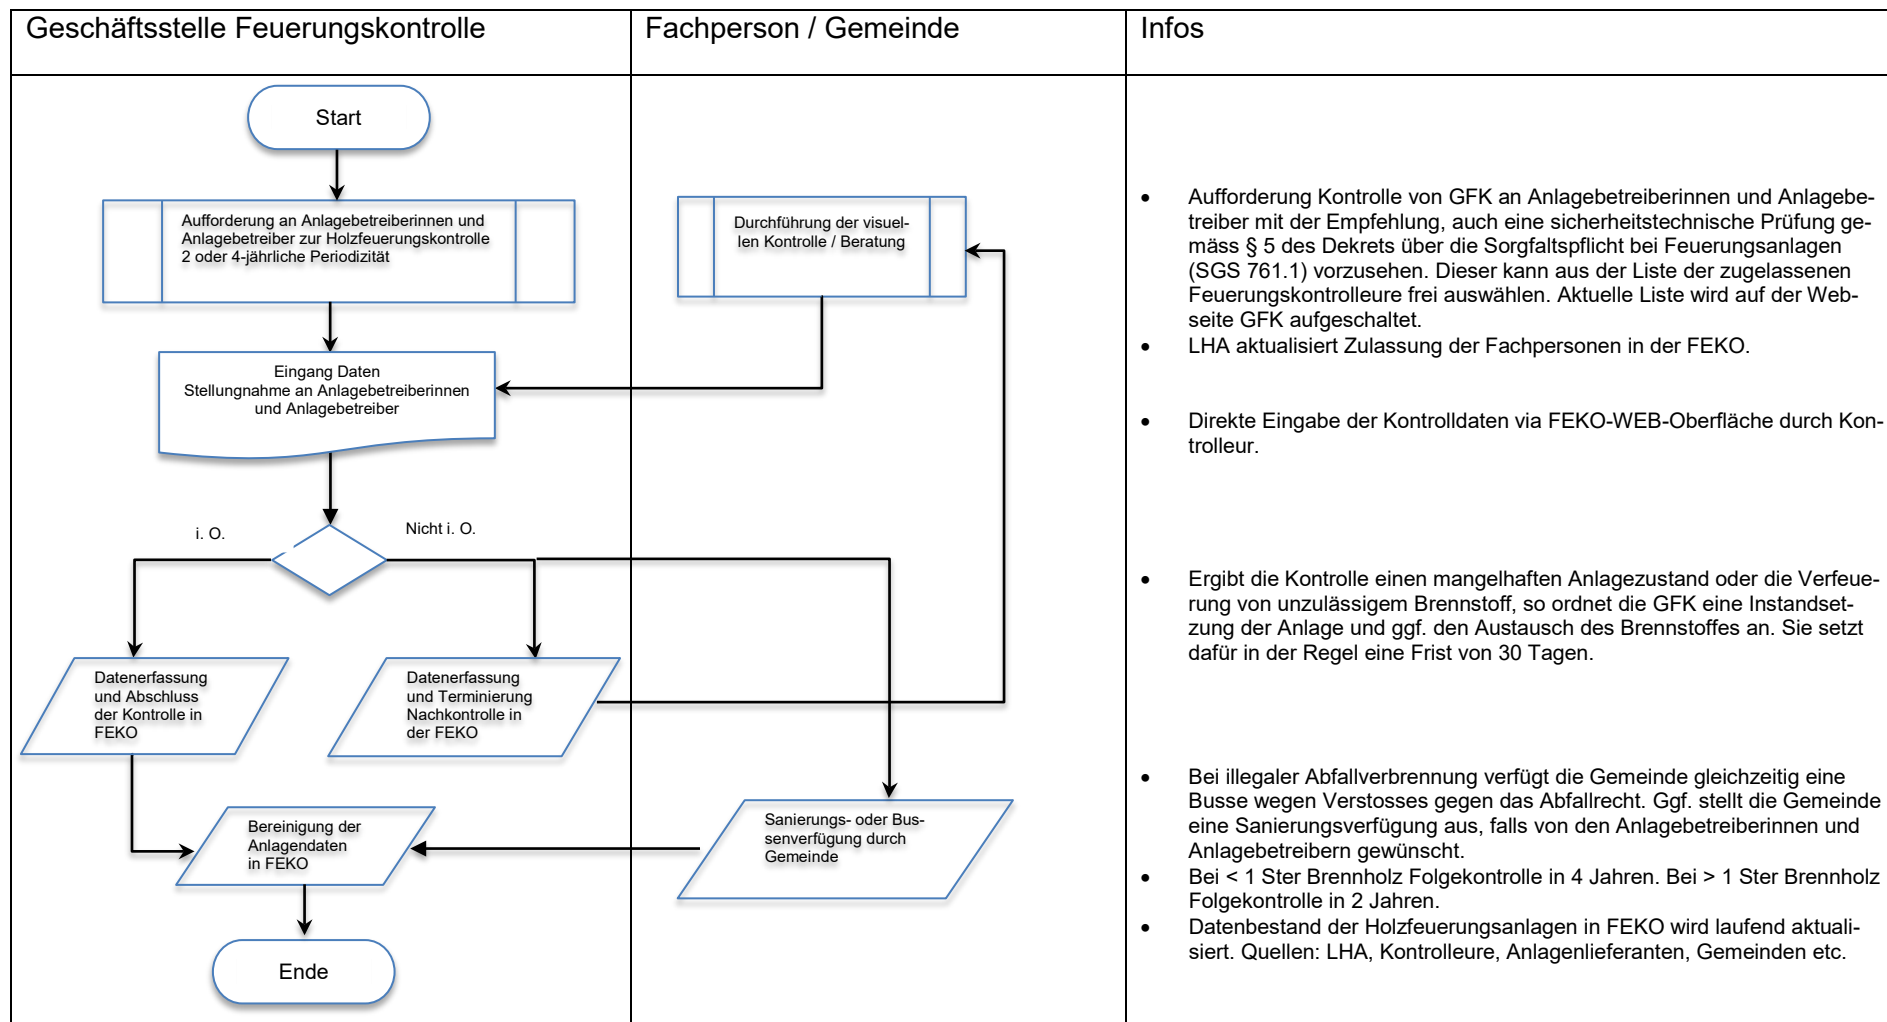 Geschäftsstelle Feuerungskontrolle
Fachperson / Gemeinde
Infos
Start
Aufforderung an Anlagebetreiberinnen und
Anlagebetreiber zur Holzfeuerungskontrolle
2 oder 4-jährliche Periodizität
Eingang Daten
Stellungnahme an Anlagebetreiberinnen
und Anlagebetreiber
i. O.
Nicht i. O.
Datenerfassung
und Abschluss
der Kontrolle in
FEKO
Datenerfassung
und Terminierung
Nachkontrolle in
der FEKO
Bereinigung der
Anlagendaten
in FEKO
Ende
Durchführung der visuel-
len Kontrolle / Beratung
Sanierungs- oder Bus-
senverfügung durch
Gemeinde
• Aufforderung Kontrolle von GFK an Anlagebetreiberinnen und Anlagebe-
treiber mit der Empfehlung, auch eine sicherheitstechnische Prüfung ge-
mäss § 5 des Dekrets über die Sorgfaltspflicht bei Feuerungsanlagen
(SGS 761.1) vorzusehen. Dieser kann aus der Liste der zugelassenen
Feuerungskontrolleure frei auswählen. Aktuelle Liste wird auf der Web-
seite GFK aufgeschaltet.
• LHA aktualisiert Zulassung der Fachpersonen in der FEKO.
• Direkte Eingabe der Kontrolldaten via FEKO-WEB-Oberfläche durch Kon-
trolleur.
• Ergibt die Kontrolle einen mangelhaften Anlagezustand oder die Verfeue-
rung von unzulässigem Brennstoff, so ordnet die GFK eine Instandset-
zung der Anlage und ggf. den Austausch des Brennstoffes an. Sie setzt
dafür in der Regel eine Frist von 30 Tagen.
• Bei illegaler Abfallverbrennung verfügt die Gemeinde gleichzeitig eine
Busse wegen Verstosses gegen das Abfallrecht. Ggf. stellt die Gemeinde
eine Sanierungsverfügung aus, falls von den Anlagebetreiberinnen und
Anlagebetreibern gewünscht.
• Bei < 1 Ster Brennholz Folgekontrolle in 4 Jahren. Bei > 1 Ster Brennholz
Folgekontrolle in 2 Jahren.
• Datenbestand der Holzfeuerungsanlagen in FEKO wird laufend aktuali-
siert. Quellen: LHA, Kontrolleure, Anlagenlieferanten, Gemeinden etc.